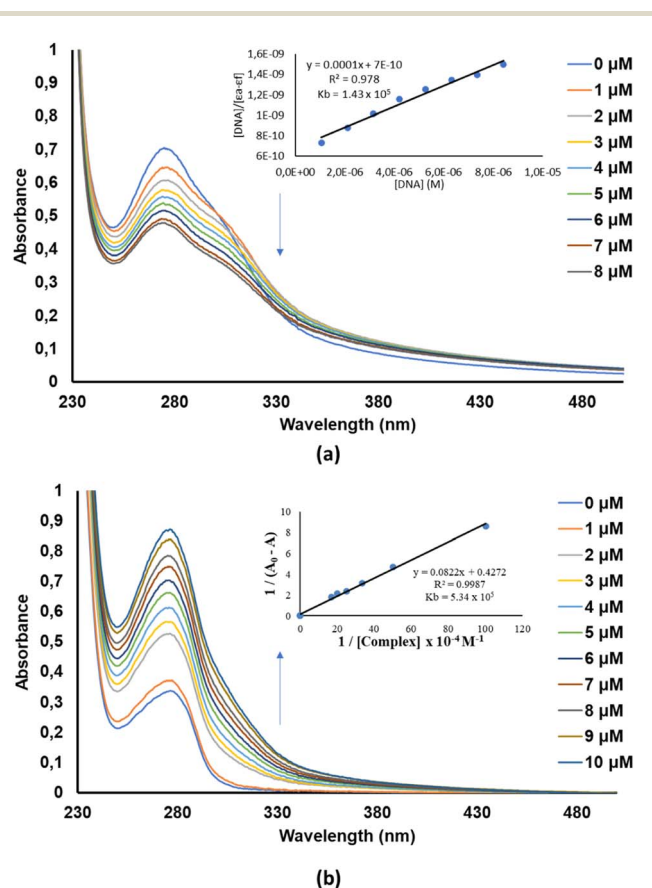 1
0,9
0,8
0,7
0,6
0,5
0,4
0,3
0,2
0,1
0
Absorbance
230 280 330 380 430 480
Wavelength (nm)
1,6E-09
1,4E-09
1,2E-09
1E-09
8E-10
6E-10
[DNA]/[εa-εf]
y = 0.0001x + 7E-10
R² = 0.978
Kb = 1.43 x 10⁵
0,0E+00 2,0E-06 4,0E-06 6,0E-06 8,0E-06 1,0E-05
[DNA] (M)
0 µM
1 µM
2 µM
3 µM
4 µM
5 µM
6 µM
7 µM
8 µM
(a)
1
0,9
0,8
0,7
0,6
0,5
0,4
0,3
0,2
0,1
0
Absorbance
230 280 330 380 430 480
Wavelength (nm)
10
8
6
4
2
0
1 / (A₀ - A)
y = 0.0822x + 0.4272
R² = 0.9987
Kb = 5.34 x 10⁵
0 20 40 60 80 100 120
1 / [Complex] x 10⁻⁴ M⁻¹
0 µM
1 µM
2 µM
3 µM
4 µM
5 µM
6 µM
7 µM
8 µM
9 µM
10 µM
(b)